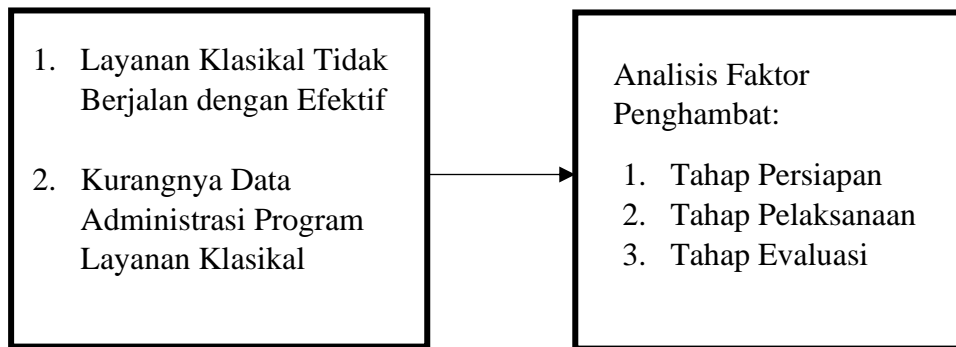 1. Layanan Klasikal Tidak
Berjalan dengan Efektif
2. Kurangnya Data
Administrasi Program
Layanan Klasikal
Analisis Faktor
Penghambat:
1. Tahap Persiapan
2. Tahap Pelaksanaan
3. Tahap Evaluasi